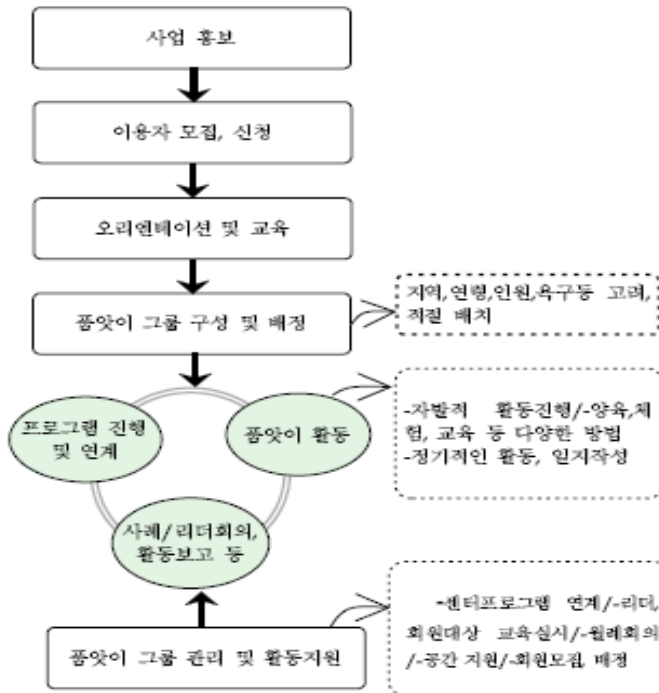 사업 홍보
이용자 모집, 신청
오리엔테이션 및 교육
품앗이 그룹 구성 및 배정
지역,연령,인원,욕구등 고려,
적절 배치
프로그램 진행
및 연계
품앗이 활동
-자발적 활동진행/-양육,체
험, 교육 등 다양한 방법
-정기적인 활동, 일지작성
사례/리더회의,
활동보고 등
품앗이 그룹 관리 및 활동지원
-센터프로그램 연계/-리더,
회원대상 교육실시/-월례회의
/-공간 지원/-회원모집, 배정